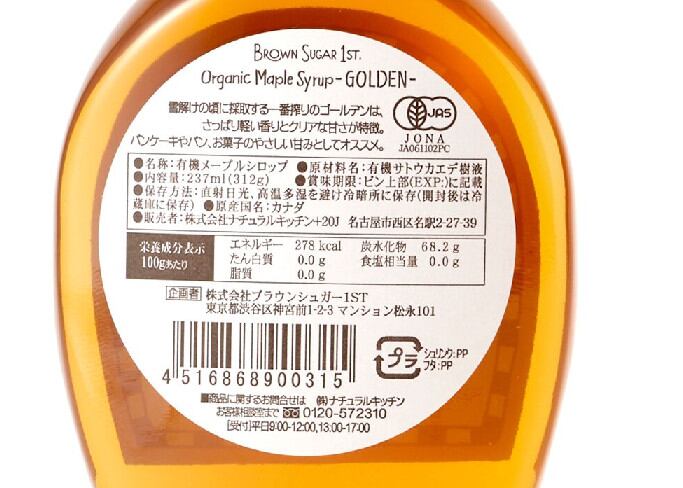 BROWN SUGAR 1ST.
Organic Maple Syrup-GOLDEN-
雪解けの頃に採取する一番搾りのゴールデンは、
さっぱり軽い香りとクリアな甘さが特徴。
パンケーキやパン、お菓子のやさしい甘みとしてオススメ。
JAS
JONA
JA061102PC
●名称:有機メープルシロップ ●原材料名:有機サトウカエデ樹液
●内容量:237ml(312g) ●賞味期限:ビン上部(EXP:)に記載
●保存方法:直射日光、高温多湿を避け冷暗所に保存(開封後は冷
蔵庫に保存) ●原産国名:カナダ
●販売者:株式会社ナチュラルキッチン+20J 名古屋市西区名駅2-27-39
栄養成分表示
100gあたり
エネルギー 278 kcal 炭水化物 68.2g
たん白質 0.0g 食塩相当量 0.0g
脂質 0.0g
企画者 株式会社ブラウンシュガー1ST
東京都渋谷区神宮前1-2-3 マンション松永101
4516868900315
プラ
シュリンク:PP
フタ:PP
■商品に関するお問合せは ㈱ナチュラルキッチン
お客様相談室まで 0120-572310
[受付]平日9:00-12:00,13:00-17:00